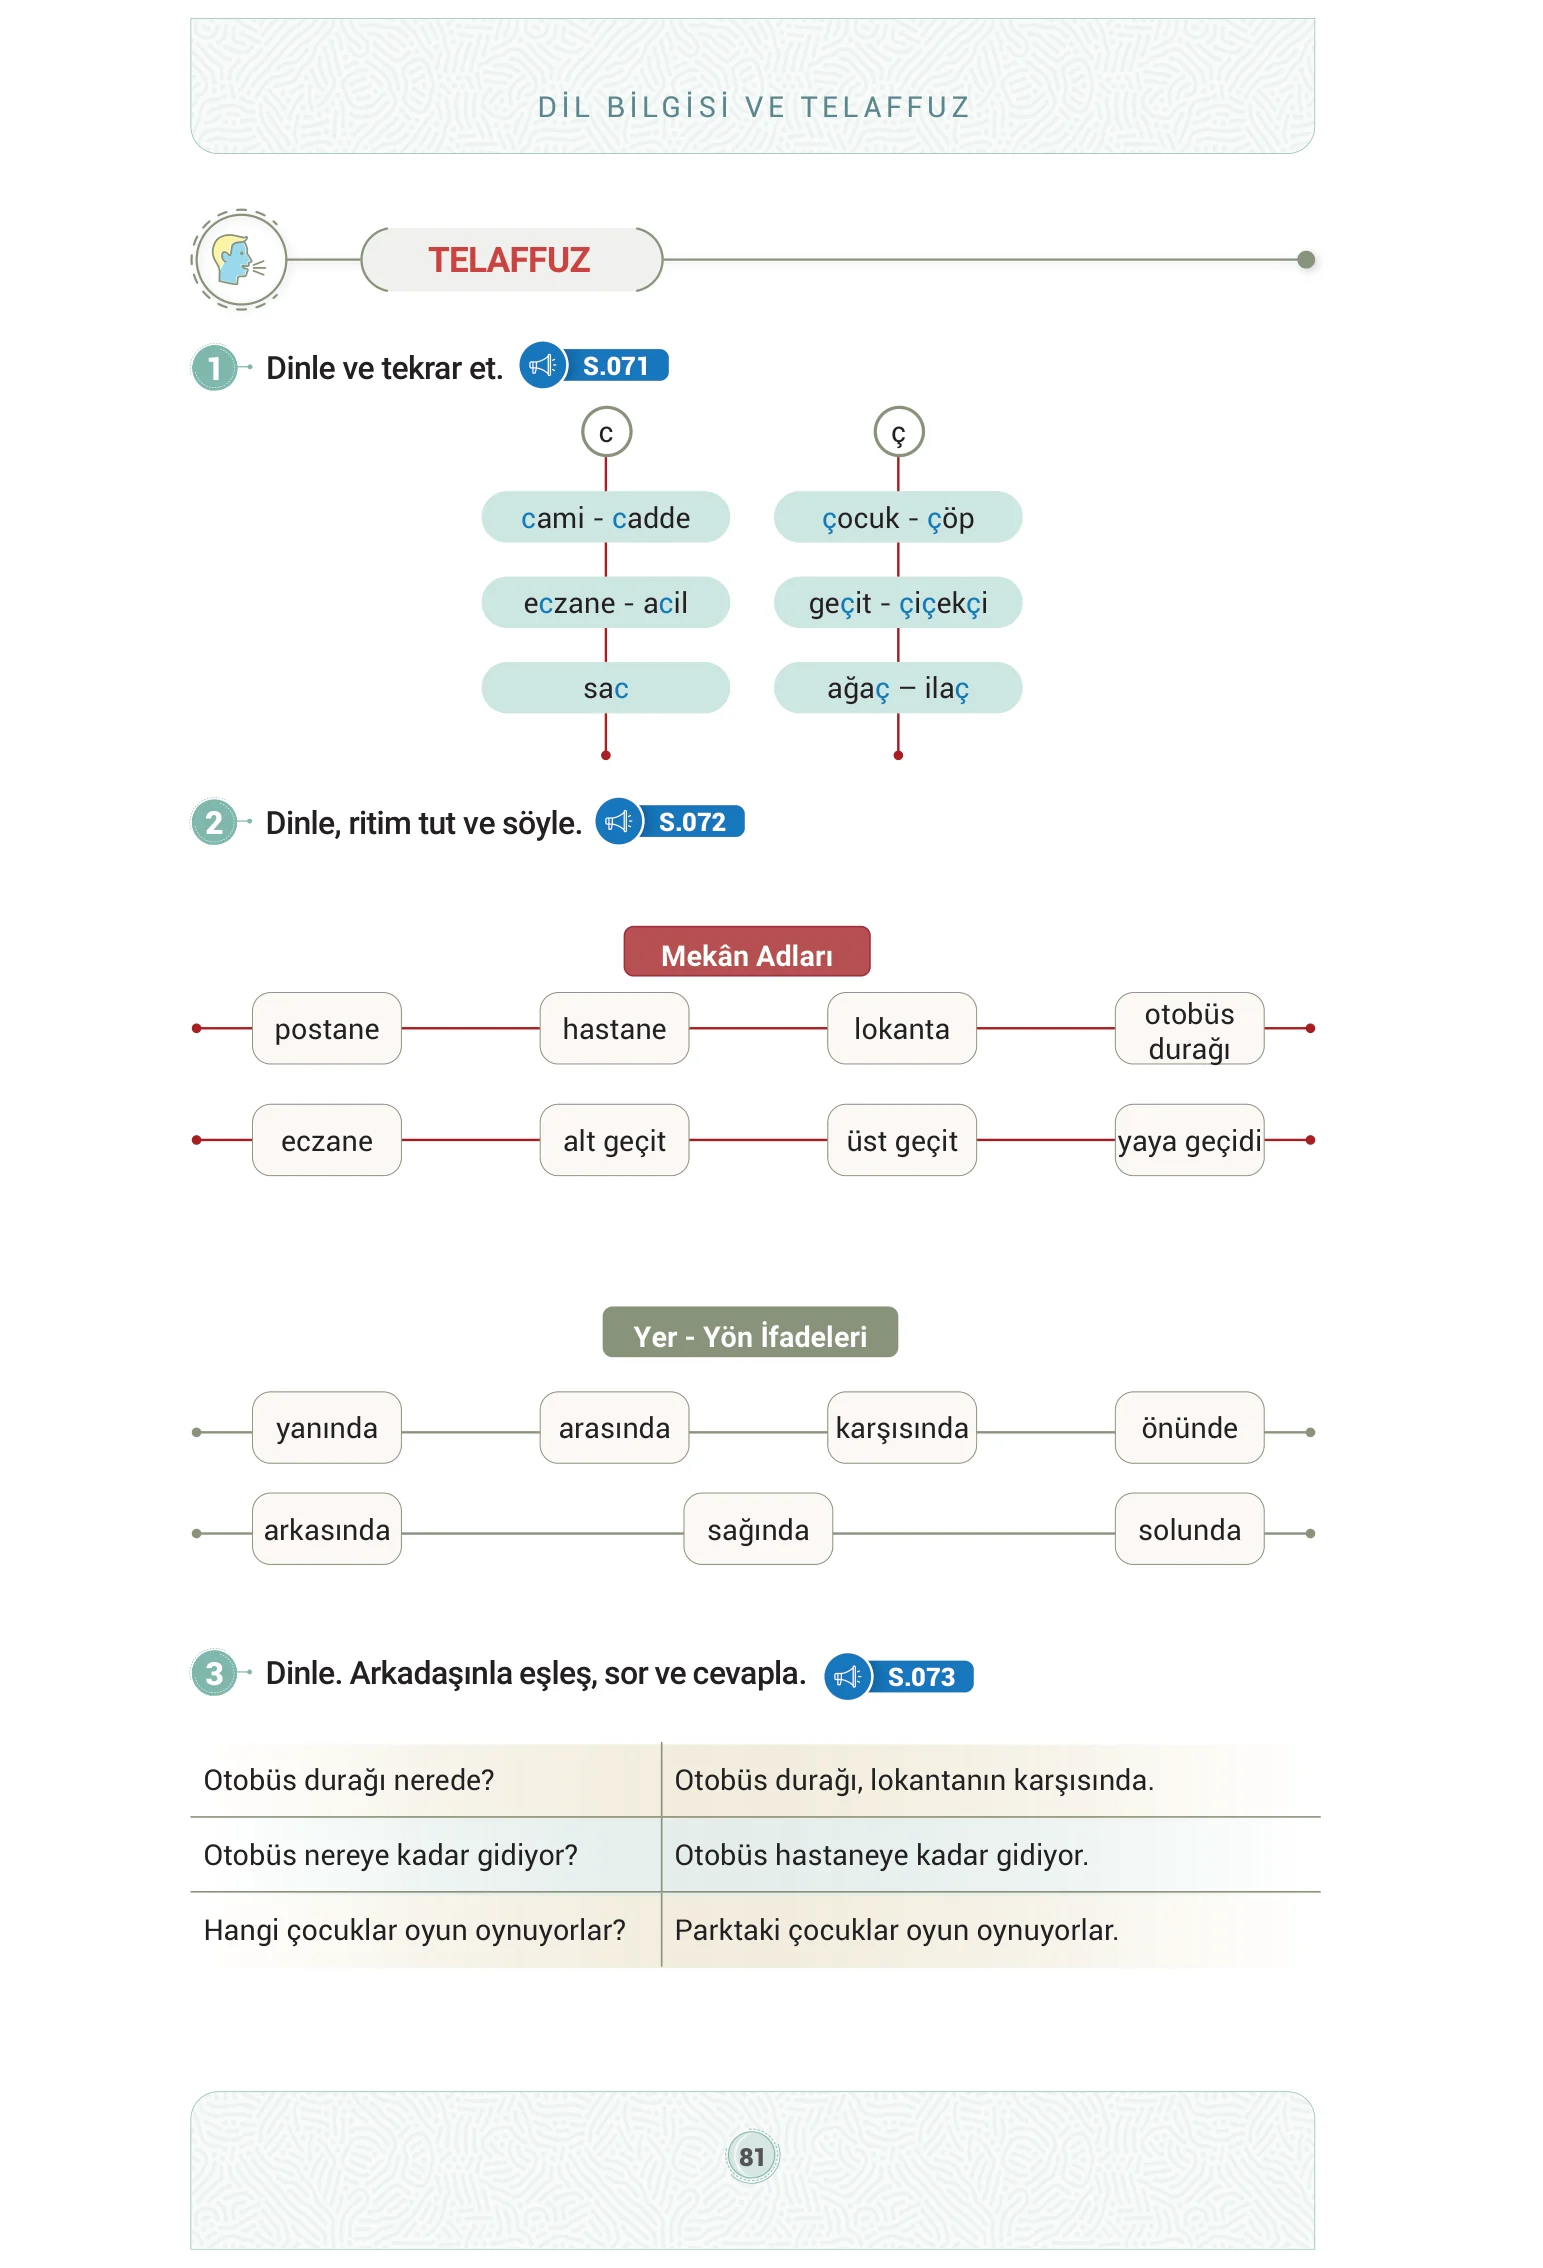 DİL BİLGİSİ VE TELAFFUZ
TELAFFUZ
1 Dinle ve tekrar et. S.071
c
cami - cadde
eczane - acil
sac
ç
çocuk - çöp
geçit - çiçekçi
ağaç – ilaç
2 Dinle, ritim tut ve söyle. S.072
Mekân Adları
postane hastane lokanta otobüs durağı
eczane alt geçit üst geçit yaya geçidi
Yer - Yön İfadeleri
yanında arasında karşısında önünde
arkasında sağında solunda
3 Dinle. Arkadaşınla eşleş, sor ve cevapla. S.073
Otobüs durağı nerede? Otobüs durağı, lokantanın karşısında.
Otobüs nereye kadar gidiyor? Otobüs hastaneye kadar gidiyor.
Hangi çocuklar oyun oynuyorlar? Parktaki çocuklar oyun oynuyorlar.
81